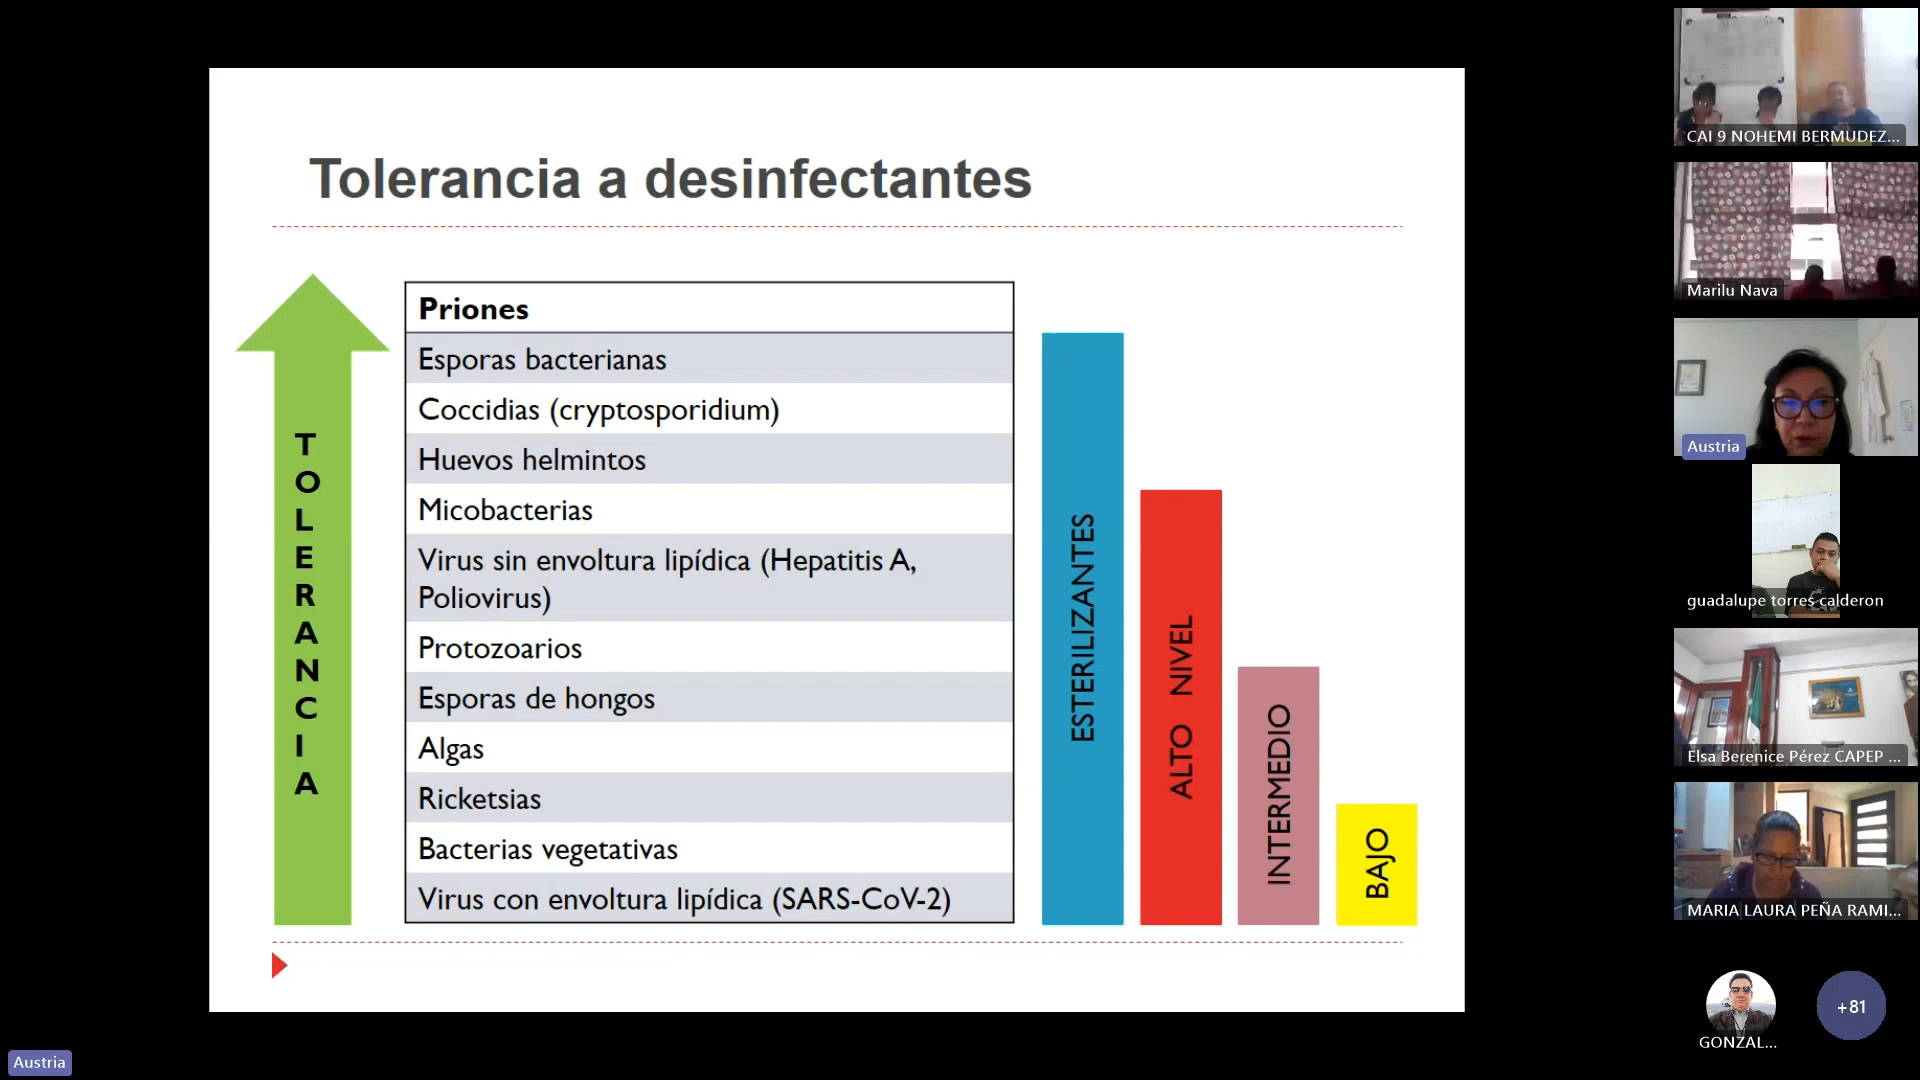 Tolerancia a desinfectantes
TOLERANCIA
Priones
Esporas bacterianas
Coccidias (cryptosporidium)
Huevos helmintos
Micobacterias
Virus sin envoltura lipídica (Hepatitis A,
Poliovirus)
Protozoarios
Esporas de hongos
Algas
Ricketsias
Bacterias vegetativas
Virus con envoltura lipídica (SARS-CoV-2)
ESTERILIZANTES
ALTO NIVEL
INTERMEDIO
BAJO
CAI 9 NOHEMI BERMUDEZ...
Marilu Nava
Austria
guadalupe torres calderon
Elsa Berenice Pérez CAPEP ...
MARIA LAURA PEÑA RAMI...
GONZAL...
+81
Austria